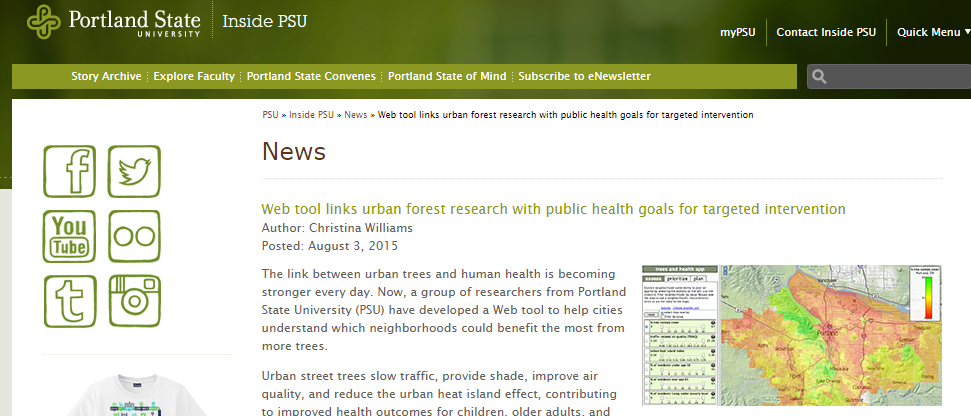 Portland State
UNIVERSITY
Inside PSU
myPSU
Contact Inside PSU
Quick Menu
Story Archive
Explore Faculty
Portland State Convenes
Portland State of Mind
Subscribe to eNewsletter
PSU » Inside PSU » News » Web tool links urban forest research with public health goals for targeted intervention
News
Web tool links urban forest research with public health goals for targeted intervention
Author: Christina Williams
Posted: August 3, 2015
The link between urban trees and human health is becoming
stronger every day. Now, a group of researchers from Portland
State University (PSU) have developed a Web tool to help cities
understand which neighborhoods could benefit the most from
more trees.
Urban street trees slow traffic, provide shade, improve air
quality, and reduce the urban heat island effect, contributing
to improved health outcomes for children, older adults, and
f
You
Tube
t
trees and health app
prioritize
plan
Vancouver
Portland